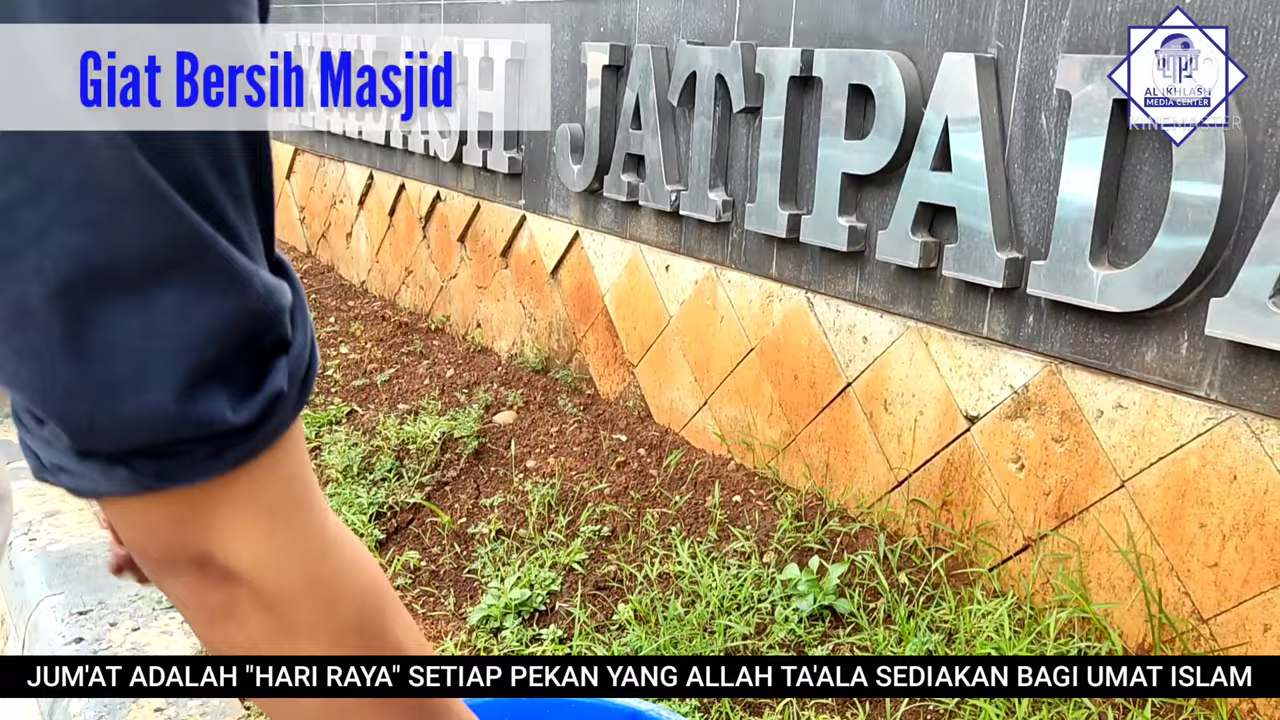 Giat Bersih Masjid
JATIPAD
AL IKHLASH
MEDIA CENTER
KINEMASTER
JUM'AT ADALAH "HARI RAYA" SETIAP PEKAN YANG ALLAH TA'ALA SEDIAKAN BAGI UMAT ISLAM